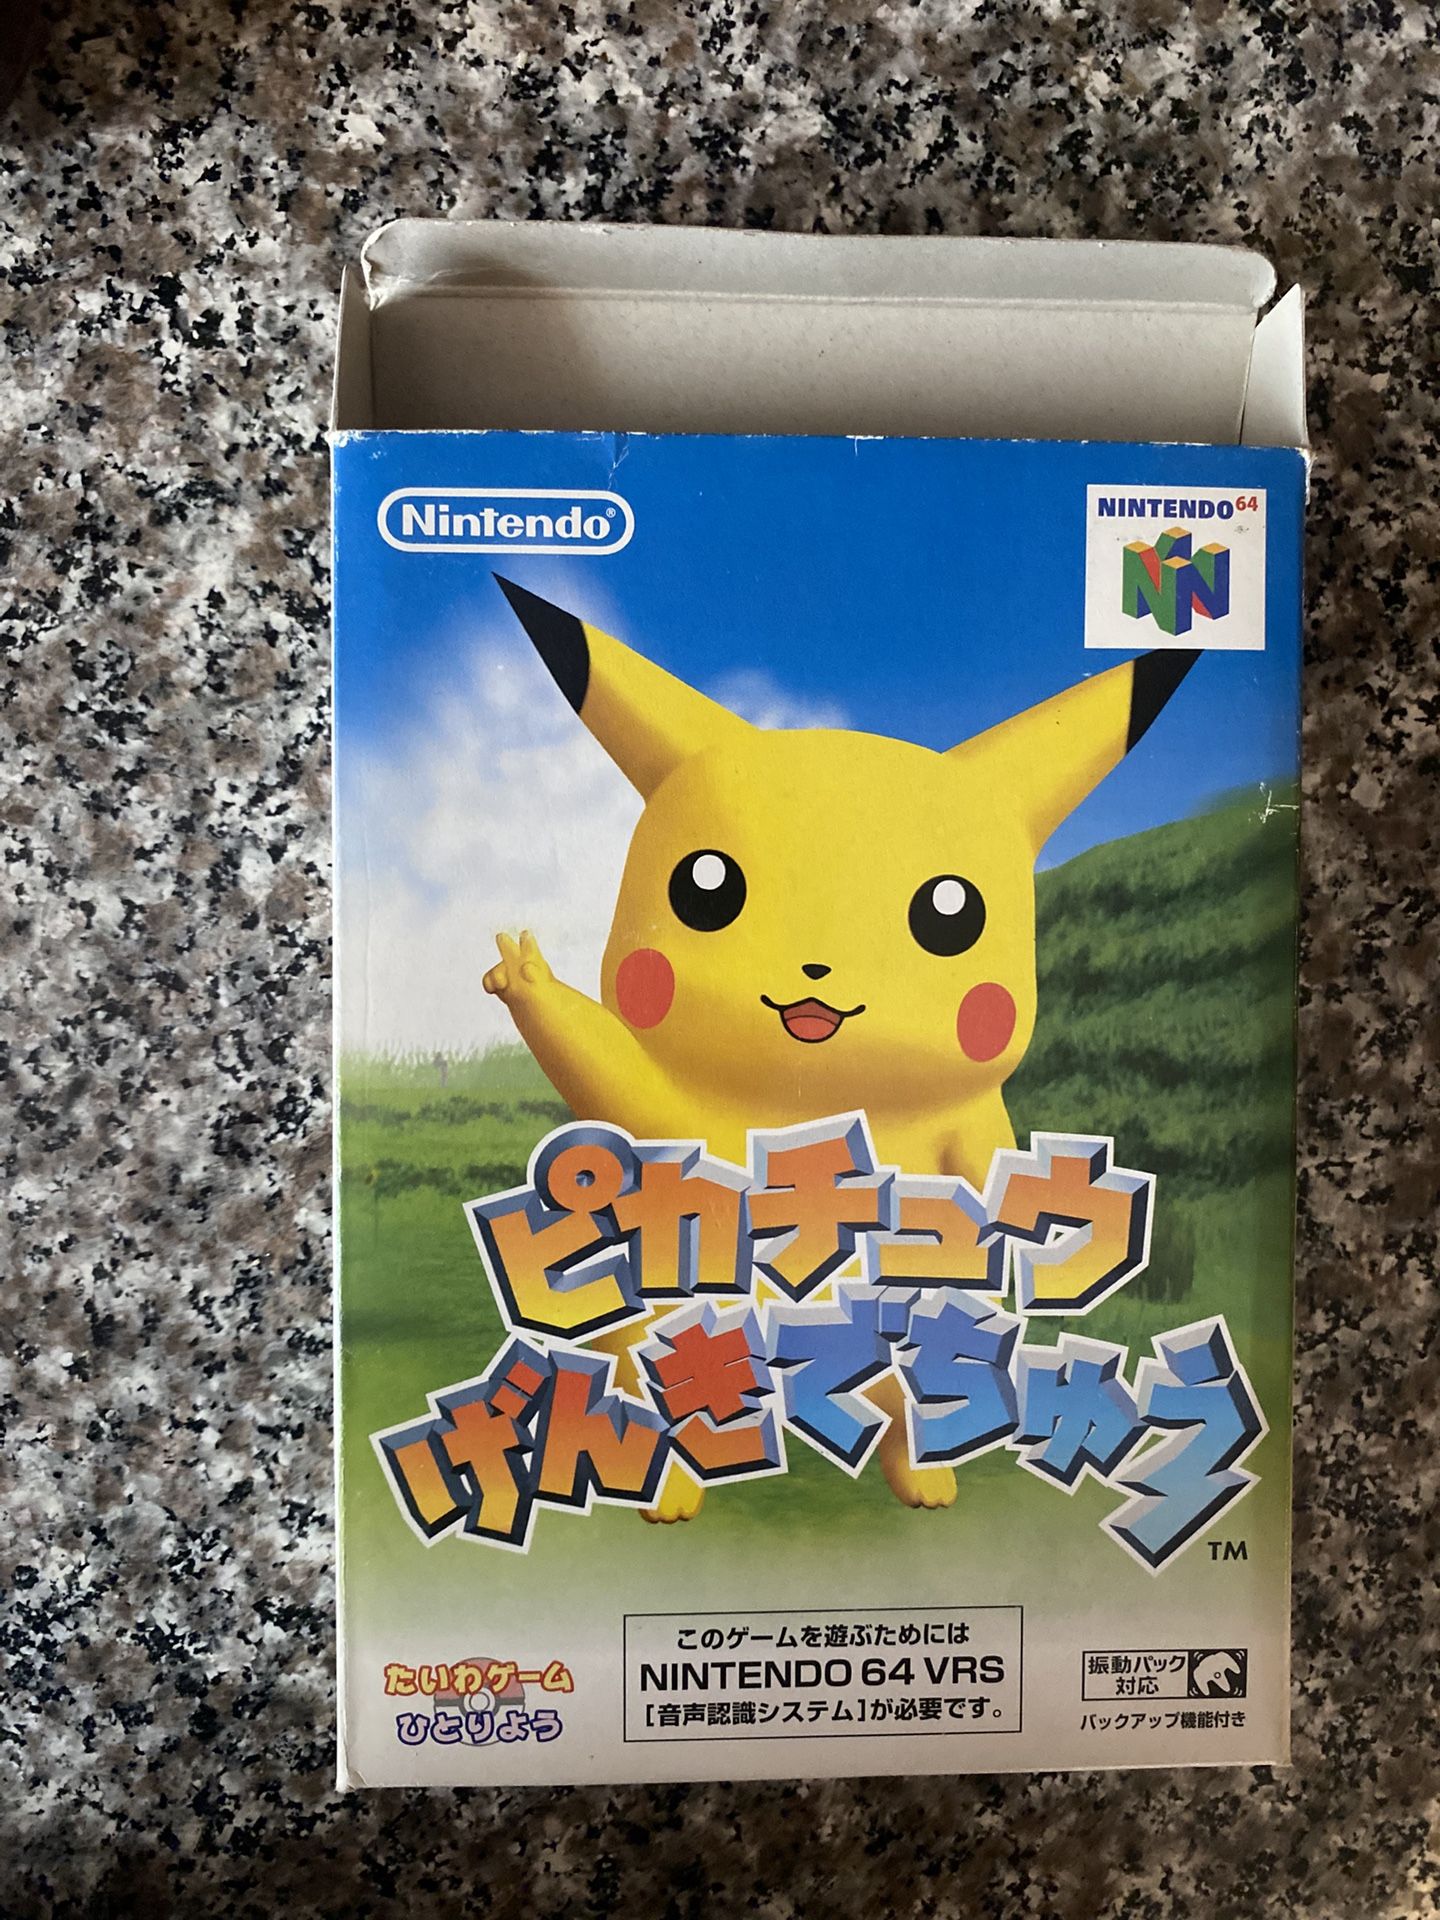 Nintendo®
NINTENDO64
ピカチュウ
げんきでちゅう
TM
このゲームを遊ぶためには
NINTENDO 64 VRS
[音声認識システム]が必要です。
たいわゲーム
ひとりよう
振動パック
対応
バックアップ機能付き